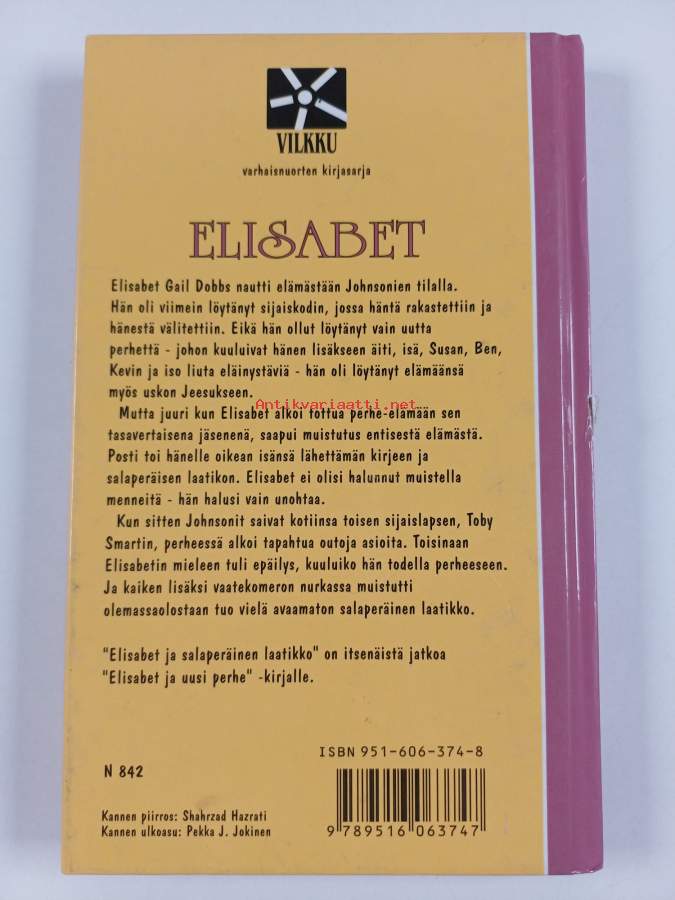 VILKKU
varhaisnuorten kirjasarja
ELISABET
Elisabet Gail Dobbs nautti elämästään Johnsonien tilalla.
Hän oli viimein löytänyt sijaiskodin, jossa häntä rakastettiin ja
hänestä välitettiin. Eikä hän ollut löytänyt vain uutta
perhettä - johon kuuluivat hänen lisäkseen äiti, isä, Susan, Ben,
Kevin ja iso liuta eläinystäviä - hän oli löytänyt elämäänsä
myös uskon Jeesukseen.
Antikvariaatti.net
Mutta juuri kun Elisabet alkoi tottua perhe-elämään sen
tasavertaisena jäsenenä, saapui muistutus entisestä elämästä.
Posti toi hänelle oikean isänsä lähettämän kirjeen ja
salaperäisen laatikon. Elisabet ei olisi halunnut muistella
menneitä - hän halusi vain unohtaa.
Kun sitten Johnsonit saivat kotiinsa toisen sijaislapsen, Toby
Smartin, perheessä alkoi tapahtua outoja asioita. Toisinaan
Elisabetin mieleen tuli epäilys, kuuluiko hän todella perheeseen.
Ja kaiken lisäksi vaatekomeron nurkassa muistutti
olemassaolostaan tuo vielä avaamaton salaperäinen laatikko.
"Elisabet ja salaperäinen laatikko" on itsenäistä jatkoa
"Elisabet ja uusi perhe" -kirjalle.
ISBN 951-606-374-8
N 842
Kannen piirros: Shahrzad Hazrati
Kannen ulkoasu: Pekka J. Jokinen
9 789516 063747